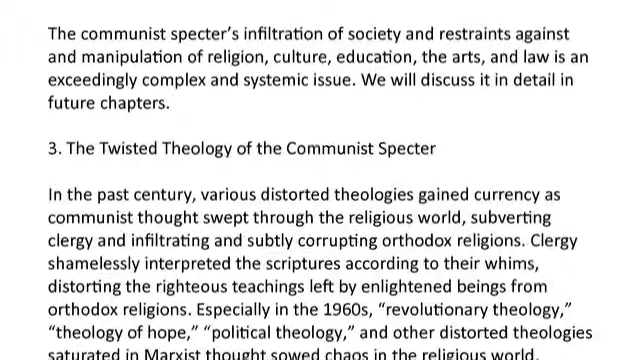 The communist specter’s infiltration of society and restraints against
and manipulation of religion, culture, education, the arts, and law is an
exceedingly complex and systemic issue. We will discuss it in detail in
future chapters.
3. The Twisted Theology of the Communist Specter
In the past century, various distorted theologies gained currency as
communist thought swept through the religious world, subverting
clergy and infiltrating and subtly corrupting orthodox religions. Clergy
shamelessly interpreted the scriptures according to their whims,
distorting the righteous teachings left by enlightened beings from
orthodox religions. Especially in the 1960s, “revolutionary theology,”
“theology of hope,” “political theology,” and other distorted theologies
saturated in Marxist thought sowed chaos in the religious world.